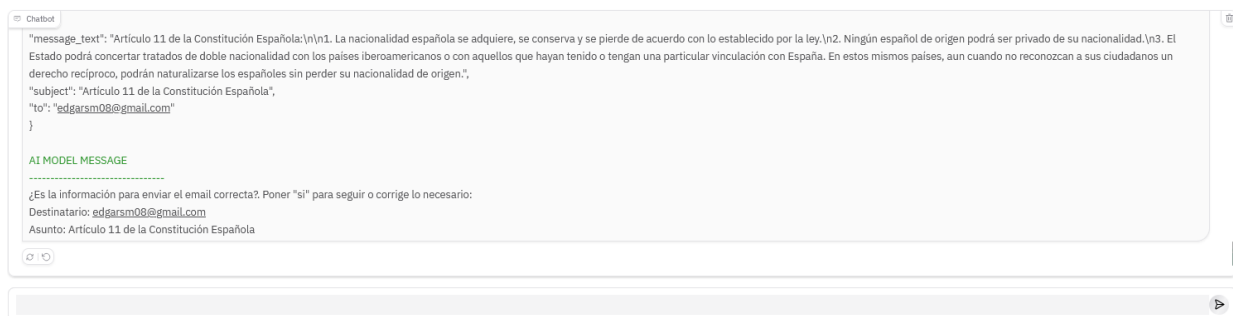 Chatbot
"message_text": "Artículo 11 de la Constitución Española:\n\n1. La nacionalidad española se adquiere, se conserva y se pierde de acuerdo con lo establecido por la ley.\n2. Ningún español de origen podrá ser privado de su nacionalidad.\n3. El
Estado podrá concertar tratados de doble nacionalidad con los países iberoamericanos o con aquellos que hayan tenido o tengan una particular vinculación con España. En estos mismos países, aun cuando no reconozcan a sus ciudadanos un
derecho recíproco, podrán naturalizarse los españoles sin perder su nacionalidad de origen.",
"subject": "Artículo 11 de la Constitución Española",
"to": "edgarsm08@gmail.com"
}
AI MODEL MESSAGE
--------------------------------
¿Es la información para enviar el email correcta?. Poner "si" para seguir o corrige lo necesario:
Destinatario: edgarsm08@gmail.com
Asunto: Artículo 11 de la Constitución Española